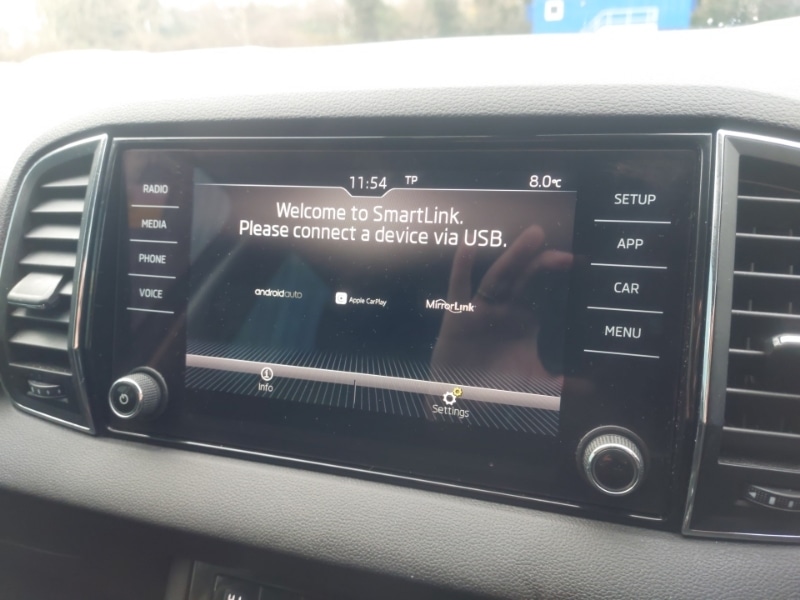 11:54 TP 8.0°C
RADIO
MEDIA
PHONE
VOICE
Welcome to SmartLink.
Please connect a device via USB.
androidauto
Apple CarPlay
MirrorLink
Info
Settings
SETUP
APP
CAR
MENU